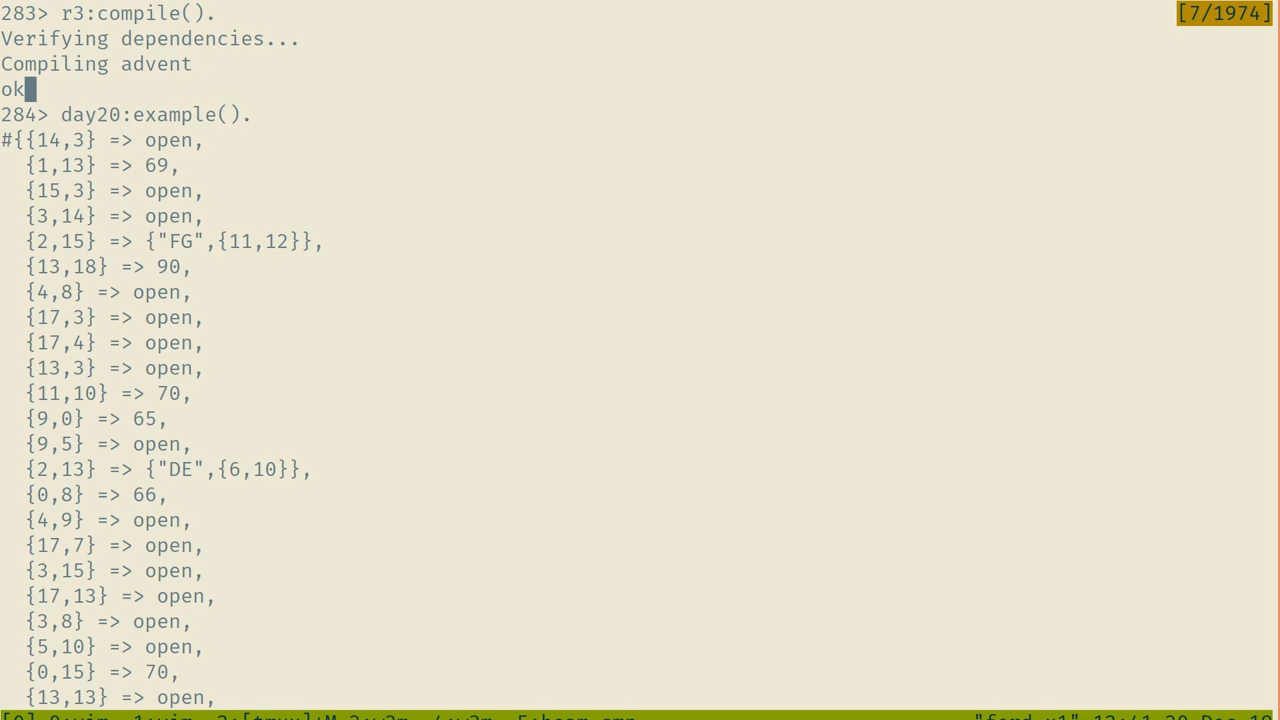 283> r3:compile().
[7/1974]
Verifying dependencies...
Compiling advent
ok
284> day20:example().
#{{14,3} => open,
{1,13} => 69,
{15,3} => open,
{3,14} => open,
{2,15} => {"FG",{11,12}},
{13,18} => 90,
{4,8} => open,
{17,3} => open,
{17,4} => open,
{13,3} => open,
{11,10} => 70,
{9,0} => 65,
{9,5} => open,
{2,13} => {"DE",{6,10}},
{0,8} => 66,
{4,9} => open,
{17,7} => open,
{3,15} => open,
{17,13} => open,
{3,8} => open,
{5,10} => open,
{0,15} => 70,
{13,13} => open,